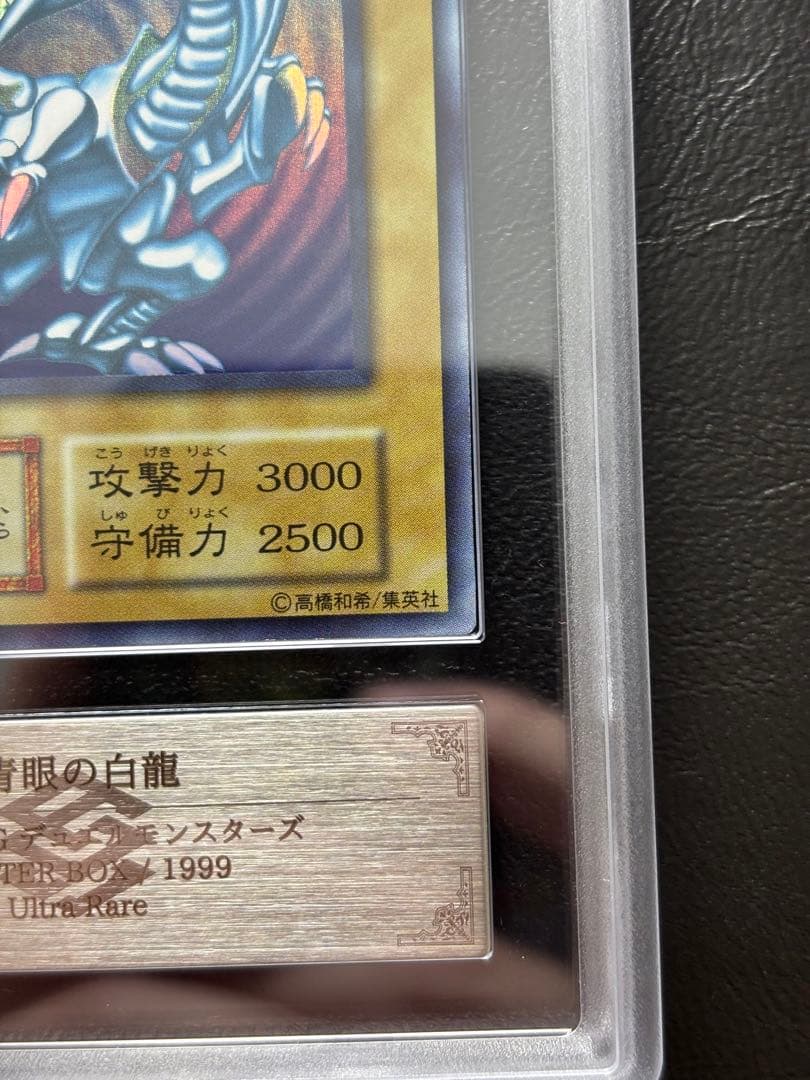 こう げき りょく
攻撃力 3000
しゅ び りょく
守備力 2500
、
ら
©高橋和希/集英社
青眼の白龍
G デュエルモンスターズ
TER BOX / 1999
Ultra Rare